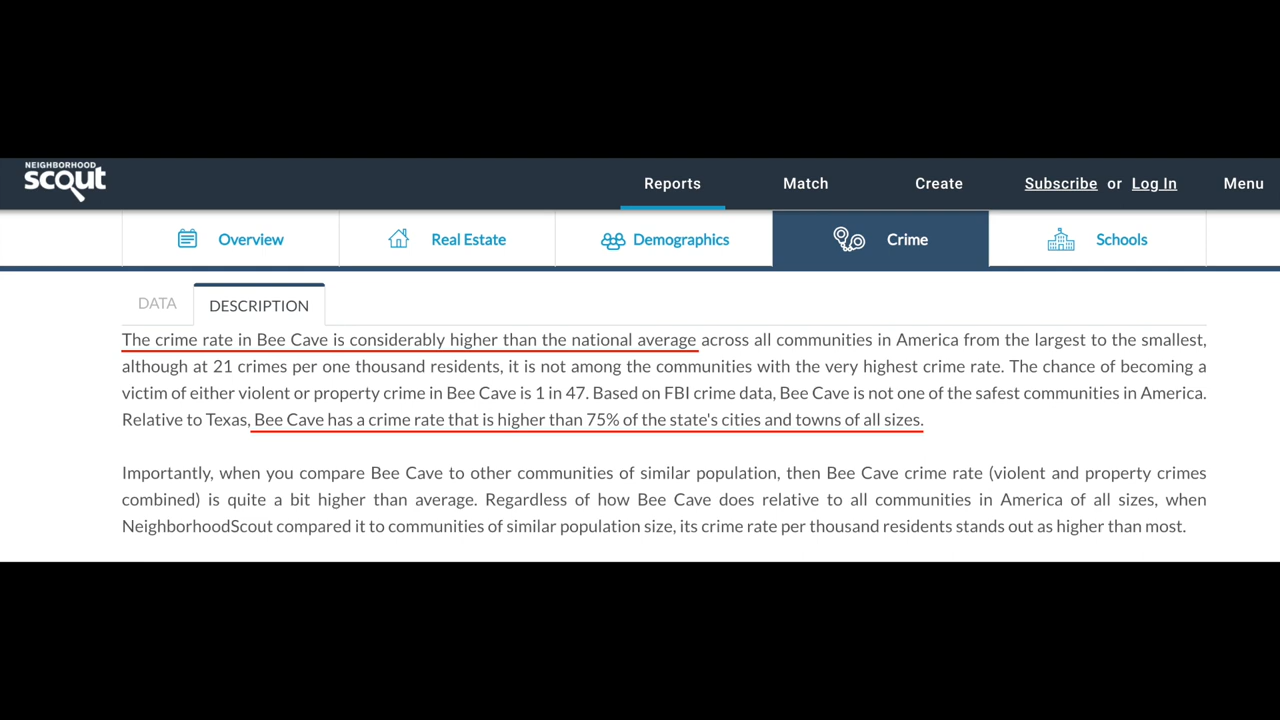 NEIGHBORHOOD
scout
Reports Match Create Subscribe or Log In Menu
Overview Real Estate Demographics Crime Schools
DATA DESCRIPTION
The crime rate in Bee Cave is considerably higher than the national average across all communities in America from the largest to the smallest,
although at 21 crimes per one thousand residents, it is not among the communities with the very highest crime rate. The chance of becoming a
victim of either violent or property crime in Bee Cave is 1 in 47. Based on FBI crime data, Bee Cave is not one of the safest communities in America.
Relative to Texas, Bee Cave has a crime rate that is higher than 75% of the state's cities and towns of all sizes.
Importantly, when you compare Bee Cave to other communities of similar population, then Bee Cave crime rate (violent and property crimes
combined) is quite a bit higher than average. Regardless of how Bee Cave does relative to all communities in America of all sizes, when
NeighborhoodScout compared it to communities of similar population size, its crime rate per thousand residents stands out as higher than most.